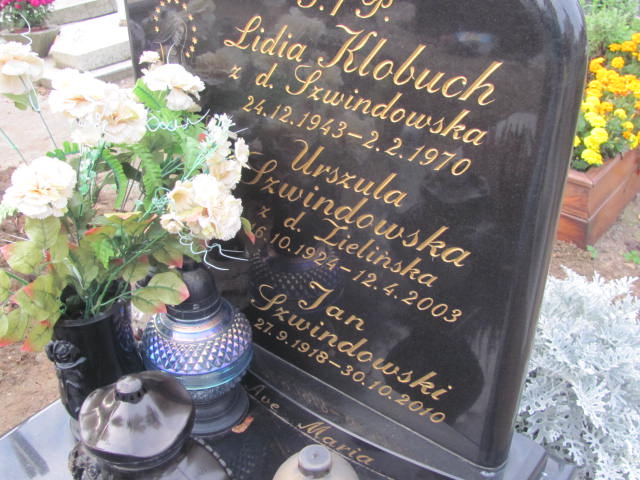 Ś.†P.
Lidia Klobuch
z d. Szwindowska
24.12.1943–2.2.1970
Urszula
Szwindowska
z d. Zielińska
16.10.1924–12.4.2003
Jan
Szwindowski
27.9.1918–30.10.2010
Ave Maria